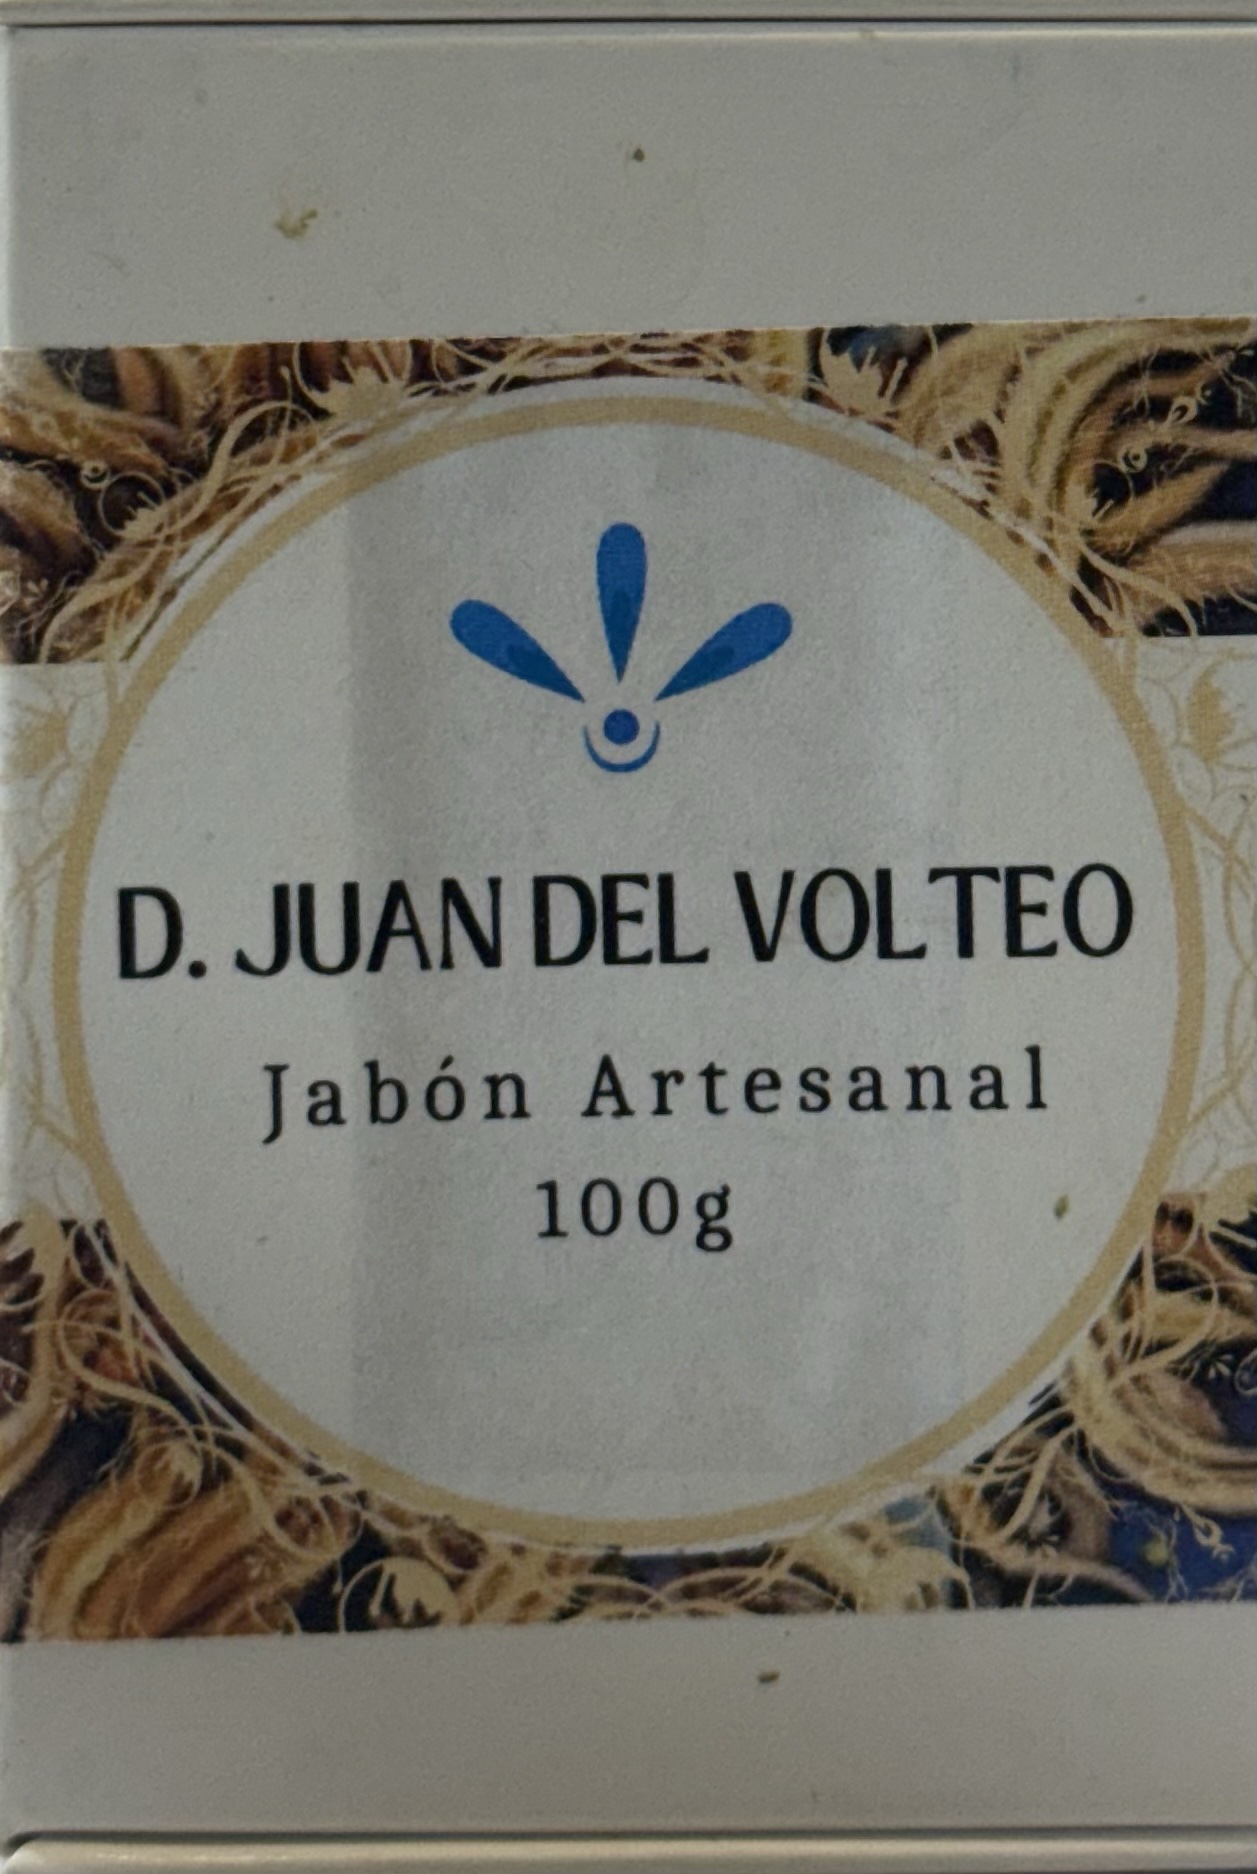 D. JUAN DEL VOLTEO
Jabón Artesanal
100g